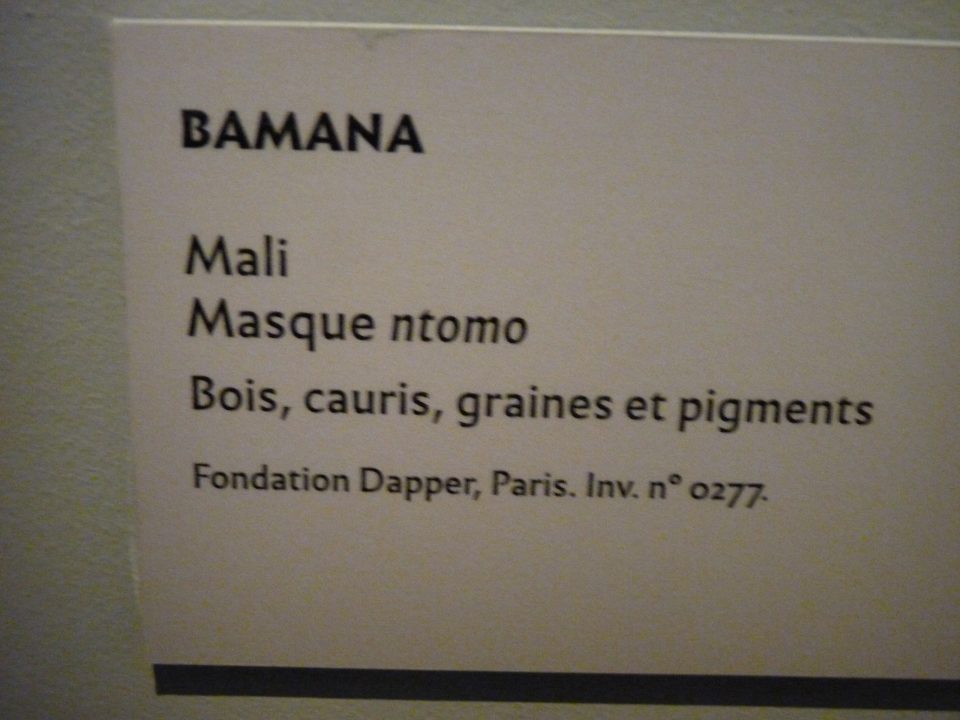 BAMANA
Mali
Masque ntomo
Bois, cauris, graines et pigments
Fondation Dapper, Paris. Inv. n° 0277.